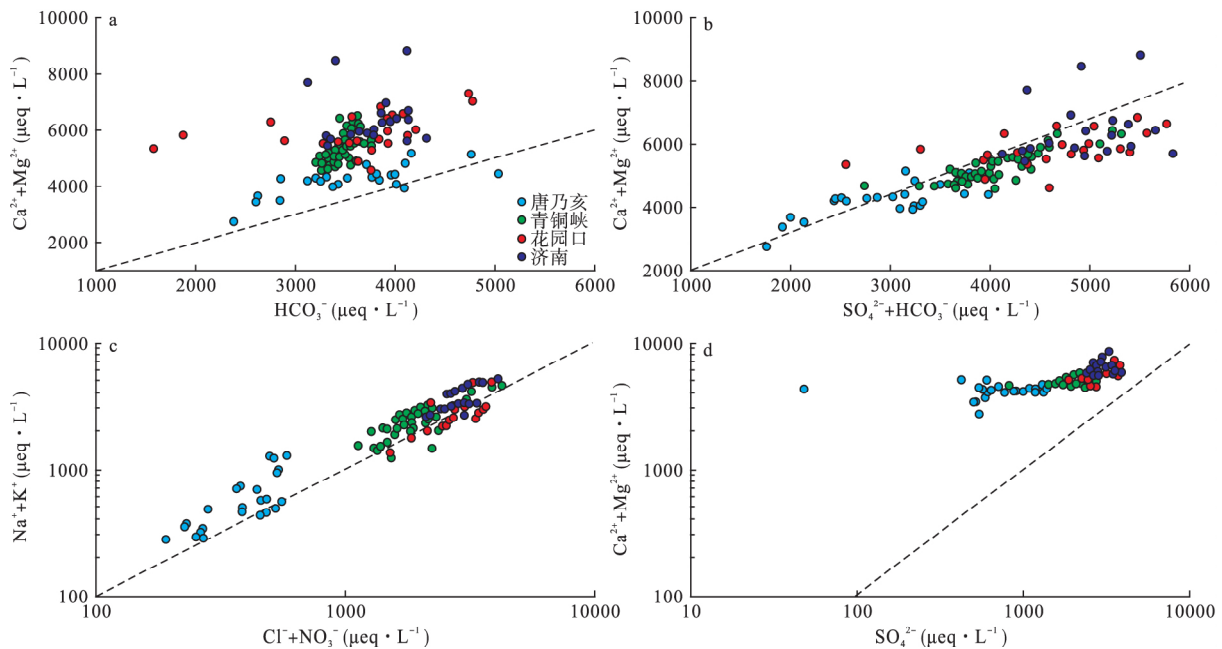 a
10000
8000
6000
4000
2000
Ca²⁺+Mg²⁺ (μeq · L⁻¹)
1000 2000 3000 4000 5000 6000
HCO₃⁻ (μeq · L⁻¹)
唐乃亥
青铜峡
花园口
济南
b
10000
8000
6000
4000
2000
Ca²⁺+Mg²⁺ (μeq · L⁻¹)
1000 2000 3000 4000 5000 6000
SO₄²⁻+HCO₃⁻ (μeq · L⁻¹)
c
10000
1000
100
Na⁺+K⁺ (μeq · L⁻¹)
100 1000 10000
Cl⁻+NO₃⁻ (μeq · L⁻¹)
d
10000
1000
100
Ca²⁺+Mg²⁺ (μeq · L⁻¹)
10 100 1000 10000
SO₄²⁻ (μeq · L⁻¹)